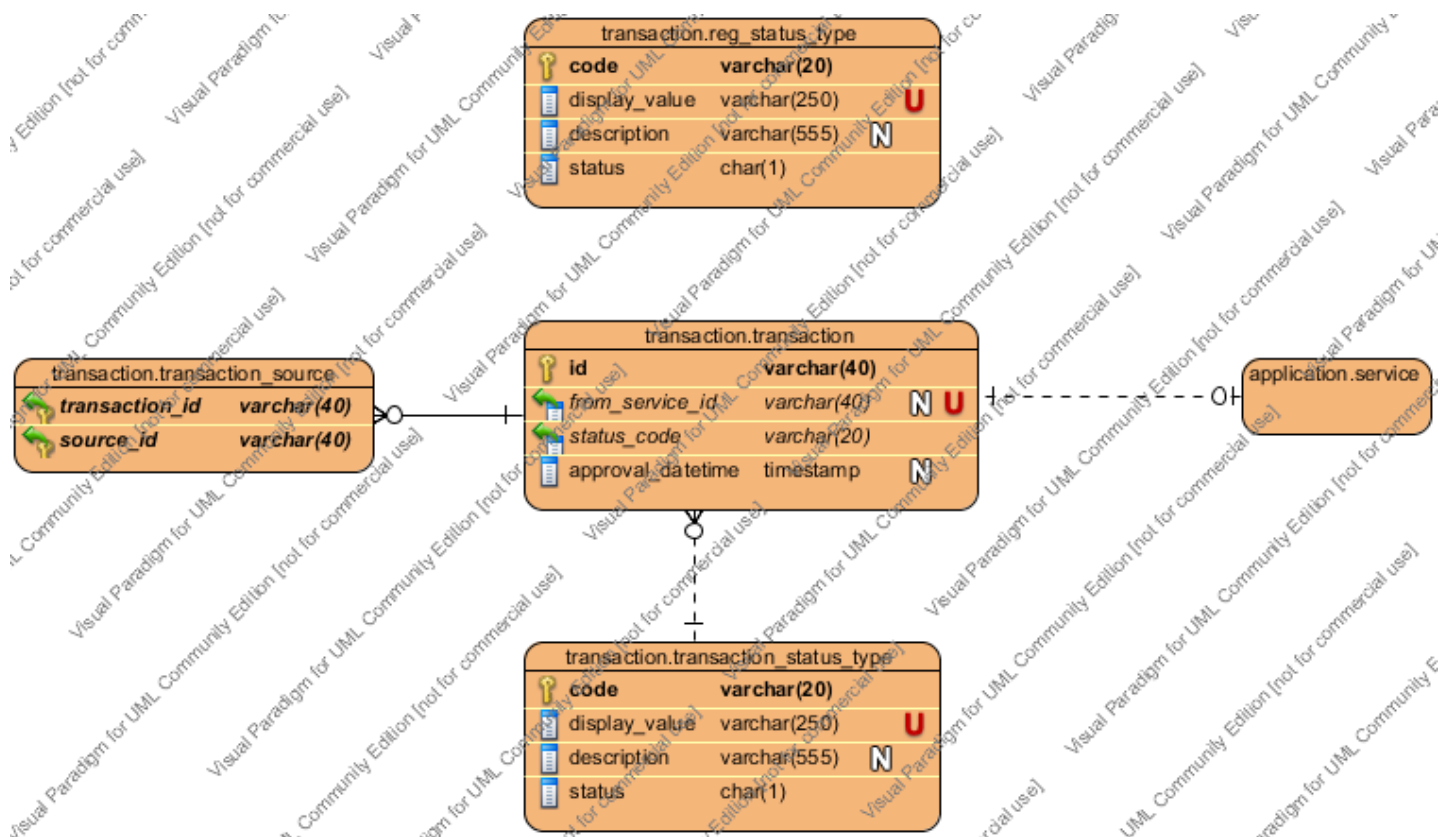 transaction.reg_status_type
code varchar(20)
display_value varchar(250) U
description varchar(555) N
status char(1)
transaction.transaction
id varchar(40)
from_service_id varchar(40) N U
status_code varchar(20)
approval_datetime timestamp N
transaction.transaction_source
transaction_id varchar(40)
source_id varchar(40)
application.service
transaction.transaction_status_type
code varchar(20)
display_value varchar(250) U
description varchar(555) N
status char(1)
Visual Paradigm for UML Community Edition [not for commercial use]